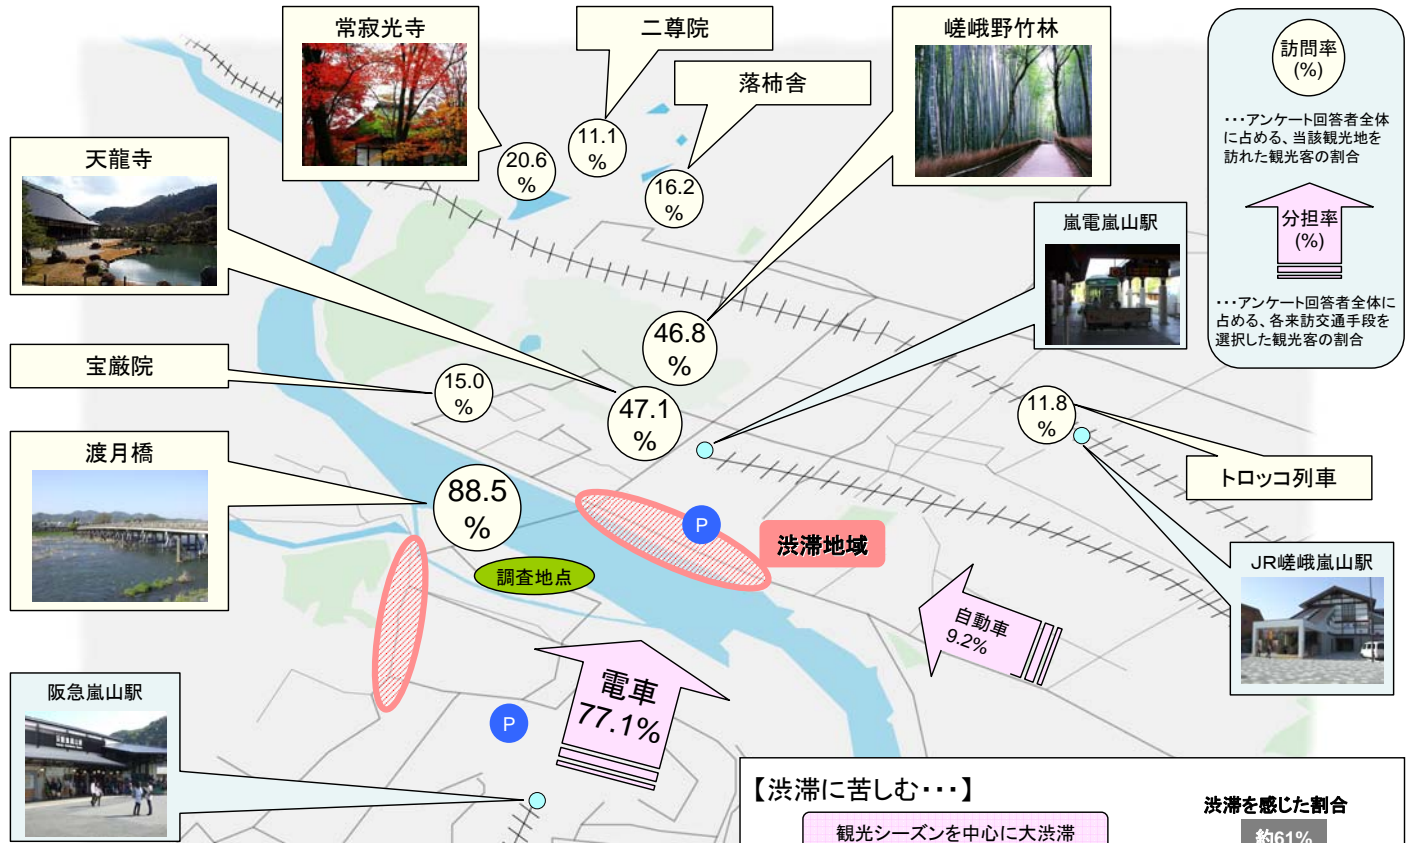 常寂光寺
二尊院
嵯峨野竹林
落柿舎
訪問率
(%)
・・・アンケート回答者全体
に占める、当該観光地を
訪れた観光客の割合
分担率
(%)
・・・アンケート回答者全体に
占める、各来訪交通手段を
選択した観光客の割合
天龍寺
20.6
%
11.1
%
16.2
%
嵐電嵐山駅
46.8
%
宝厳院
15.0
%
47.1
%
11.8
%
トロッコ列車
渡月橋
88.5
%
P
渋滞地域
調査地点
JR嵯峨嵐山駅
自動車
9.2%
阪急嵐山駅
電車
77.1%
P
【渋滞に苦しむ・・・】
観光シーズンを中心に大渋滞
渋滞を感じた割合
約61%